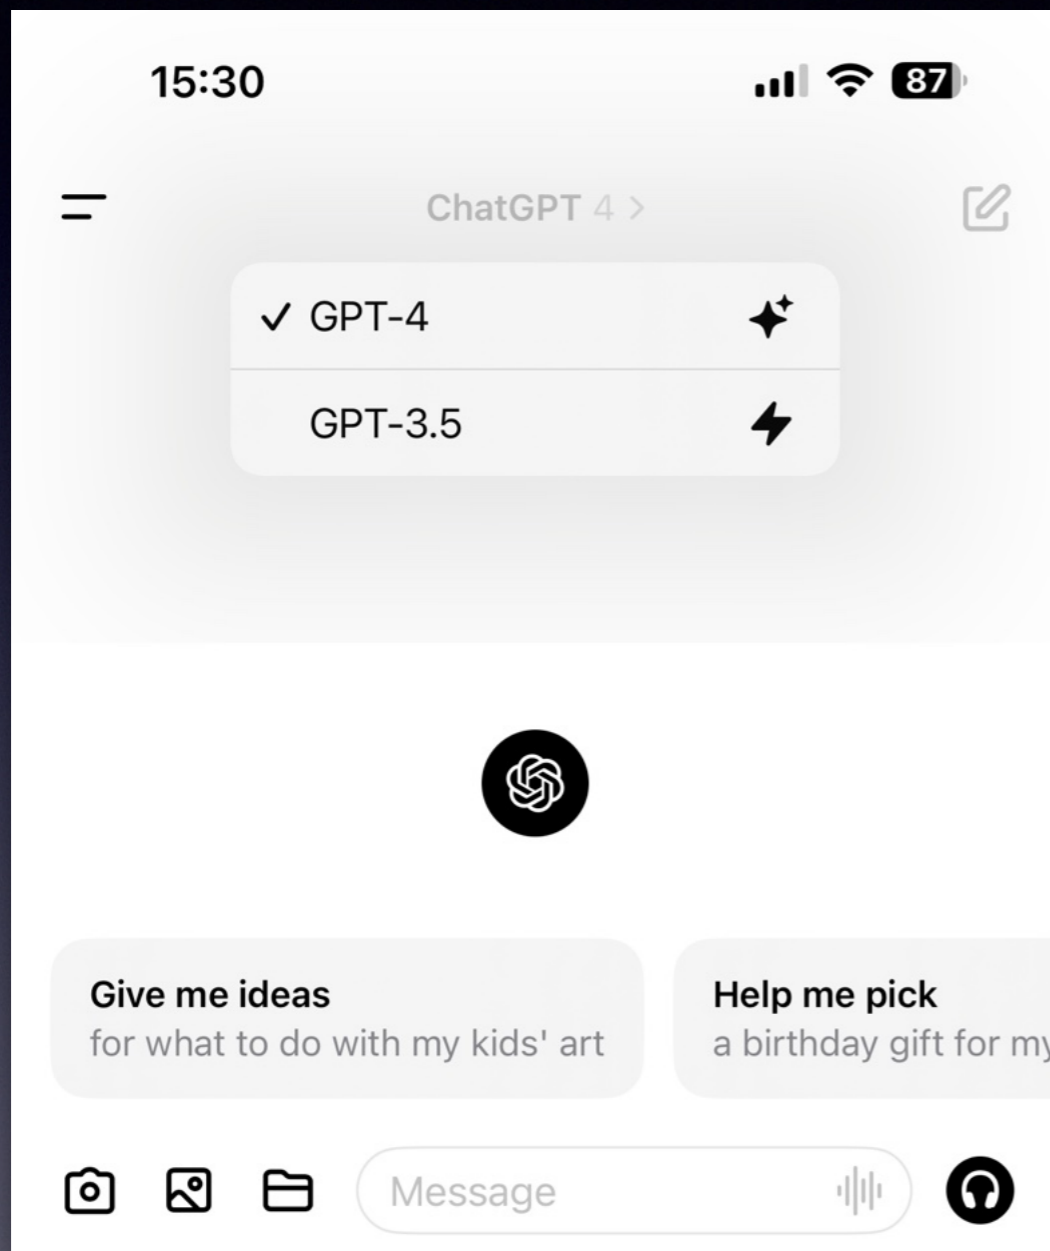 15:30
87
ChatGPT 4 >
✓ GPT-4
GPT-3.5
Give me ideas
for what to do with my kids' art
Help me pick
a birthday gift for my
Message